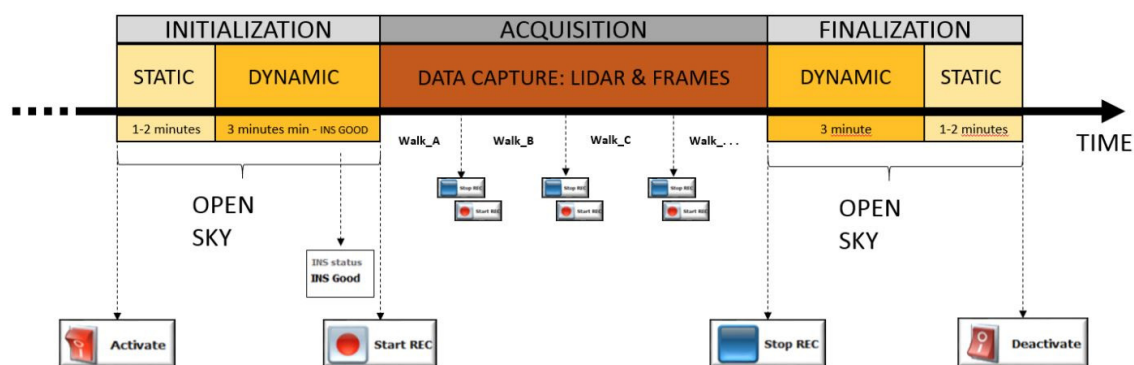 INITIALIZATION
ACQUISITION
FINALIZATION
STATIC
DYNAMIC
DATA CAPTURE: LIDAR & FRAMES
DYNAMIC
STATIC
1-2 minutes
3 minutes min - INS GOOD
3 minute
1-2 minutes
TIME
Walk_A
Walk_B
Walk_C
Walk_...
Stop REC
Start REC
Stop REC
Start REC
Stop REC
Start REC
OPEN
SKY
OPEN
SKY
INS status
INS Good
Activate
Start REC
Stop REC
Deactivate